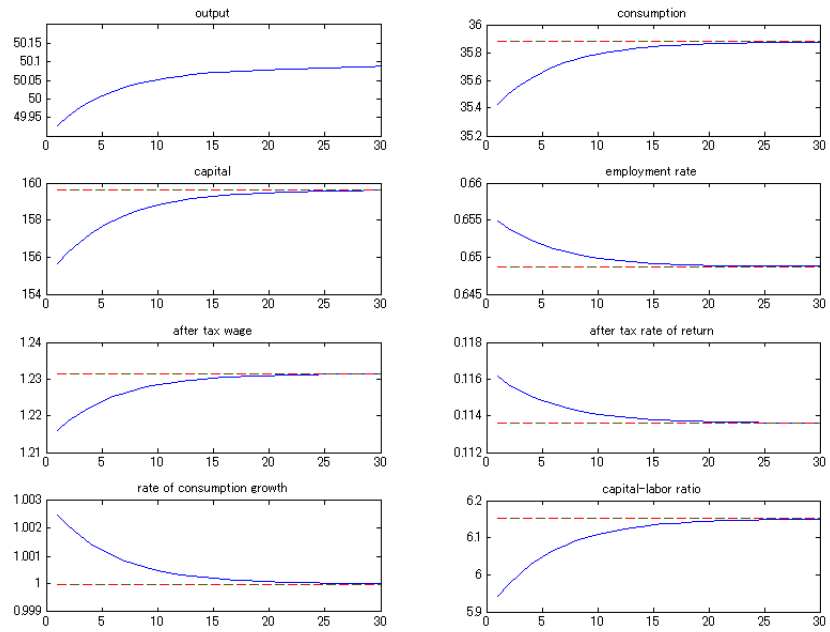 output
50.15
50.1
50.05
50
49.95
0 5 10 15 20 25 30
consumption
36
35.8
35.6
35.4
35.2
0 5 10 15 20 25 30
capital
160
158
156
154
0 5 10 15 20 25 30
employment rate
0.66
0.655
0.65
0.645
0 5 10 15 20 25 30
after tax wage
1.24
1.23
1.22
1.21
0 5 10 15 20 25 30
after tax rate of return
0.118
0.116
0.114
0.112
0 5 10 15 20 25 30
rate of consumption growth
1.003
1.002
1.001
1
0.999
0 5 10 15 20 25 30
capital-labor ratio
6.2
6.1
6
5.9
0 5 10 15 20 25 30